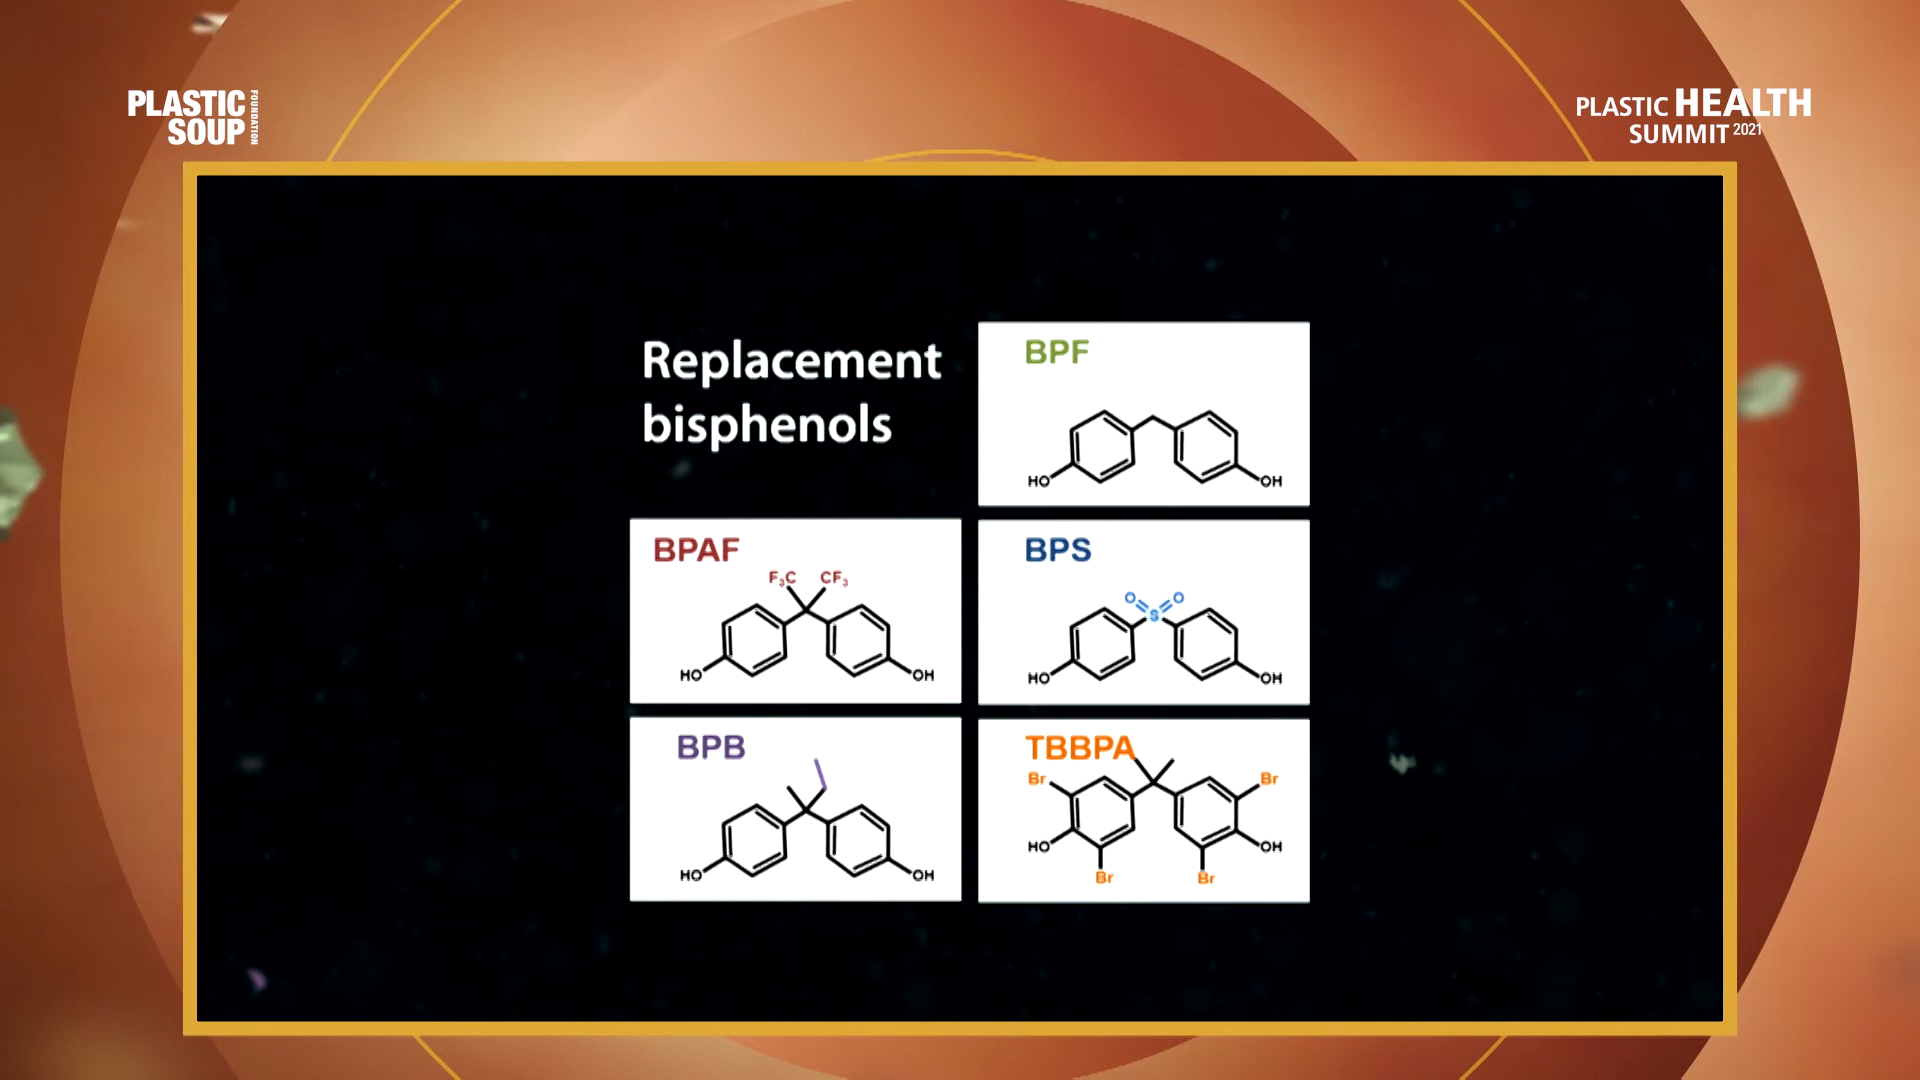 PLASTIC
SOUP
FOUNDATION
PLASTIC HEALTH
SUMMIT 2021
Replacement
bisphenols
BPF
HO
OH
BPAF
F₃C CF₃
HO
OH
BPS
O O
S
HO
OH
BPB
HO
OH
TBBPA
Br
Br
HO
OH
Br
Br